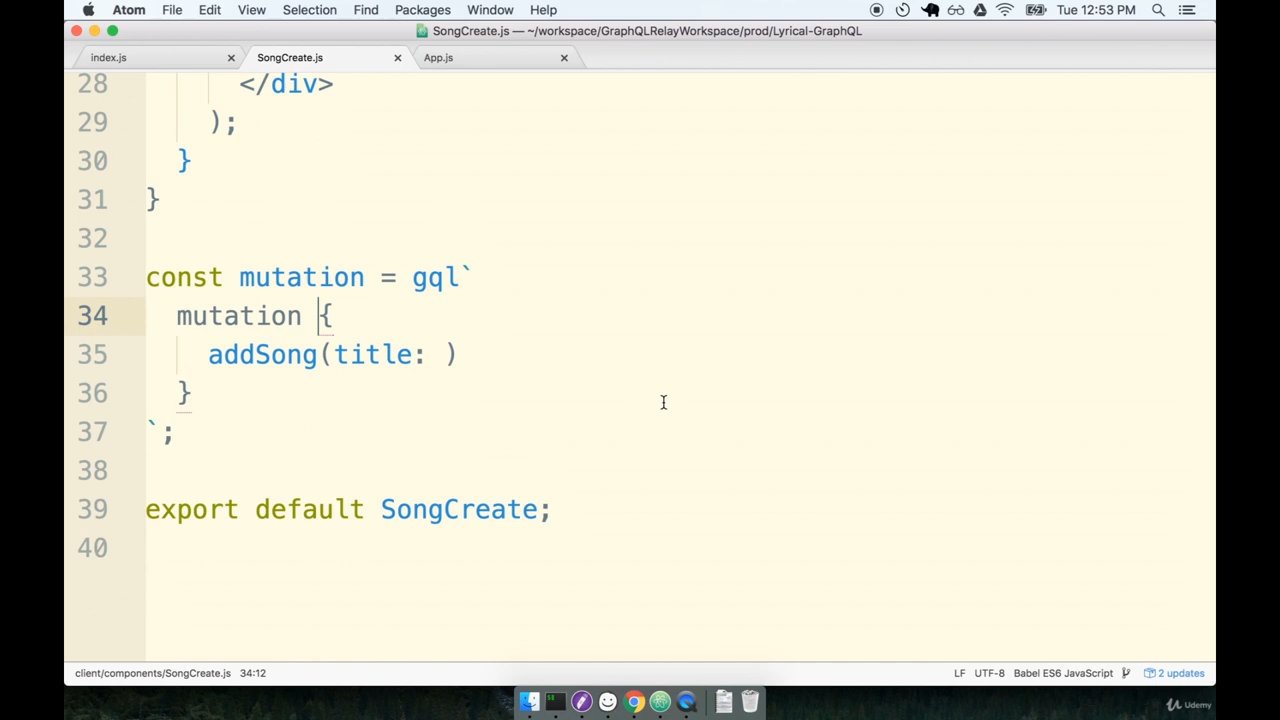 Atom File Edit View Selection Find Packages Window Help Tue 12:53 PM
SongCreate.js — ~/workspace/GraphQLRelayWorkspace/prod/Lyrical-GraphQL
index.js SongCreate.js App.js
28 </div>
29 );
30 }
31 }
32
33 const mutation = gql`
34 mutation {
35 addSong(title: )
36 }
37 `;
38
39 export default SongCreate;
40
client/components/SongCreate.js 34:12 LF UTF-8 Babel ES6 JavaScript 2 updates
Udemy